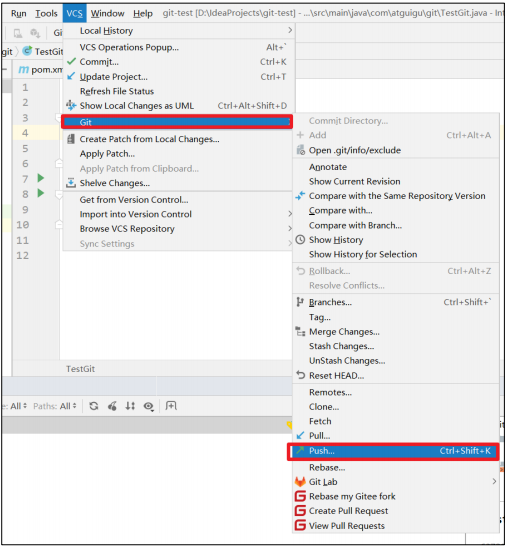 Run Tools VCS Window Help git-test [D:\IdeaProjects\git-test] - ...\src\main\java\com\atguigu\git\TestGit.java - Int
Gi
git TestGit
pom.xm
1
2
3
4
5
6
7
8
9
10
11
12
Local History
VCS Operations Popup... Alt+`
Commit... Ctrl+K
Update Project... Ctrl+T
Refresh File Status
Show Local Changes as UML Ctrl+Alt+Shift+D
Git
Create Patch from Local Changes...
Apply Patch...
Apply Patch from Clipboard...
Shelve Changes...
Get from Version Control...
Import into Version Control
Browse VCS Repository
Sync Settings
Commit Directory...
Add Ctrl+Alt+A
Open .git/info/exclude
Annotate
Show Current Revision
Compare with the Same Repository Version
Compare with...
Compare with Branch...
Show History
Show History for Selection
Rollback... Ctrl+Alt+Z
Resolve Conflicts...
Branches... Ctrl+Shift+`
Tag...
Merge Changes...
Stash Changes...
UnStash Changes...
Reset HEAD...
Remotes...
Clone...
Fetch
Pull...
Push... Ctrl+Shift+K
Rebase...
Git Lab
Rebase my Gitee fork
Create Pull Request
View Pull Requests
TestGit
e: All Paths: All